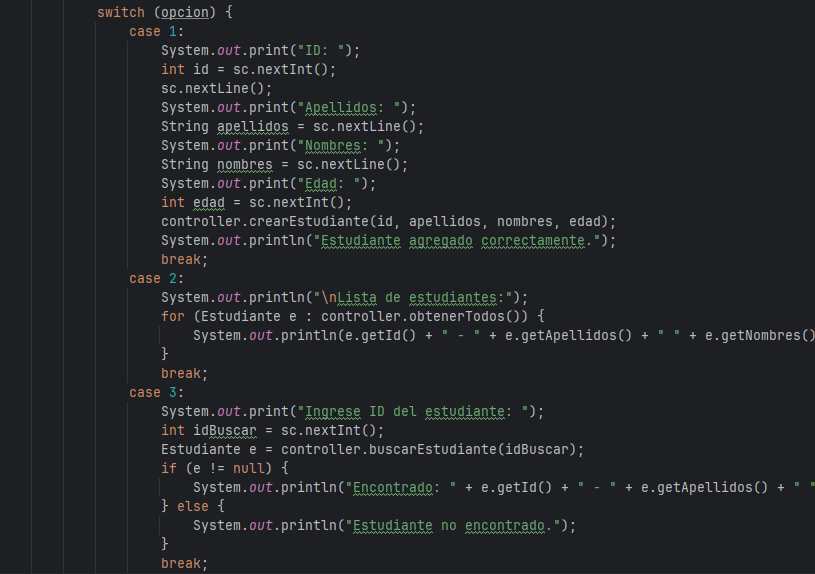 switch (opcion) {
case 1:
System.out.print("ID: ");
int id = sc.nextInt();
sc.nextLine();
System.out.print("Apellidos: ");
String apellidos = sc.nextLine();
System.out.print("Nombres: ");
String nombres = sc.nextLine();
System.out.print("Edad: ");
int edad = sc.nextInt();
controller.crearEstudiante(id, apellidos, nombres, edad);
System.out.println("Estudiante agregado correctamente.");
break;
case 2:
System.out.println("\nLista de estudiantes:");
for (Estudiante e : controller.obtenerTodos()) {
System.out.println(e.getId() + " - " + e.getApellidos() + " " + e.getNombres()
}
break;
case 3:
System.out.print("Ingrese ID del estudiante: ");
int idBuscar = sc.nextInt();
Estudiante e = controller.buscarEstudiante(idBuscar);
if (e != null) {
System.out.println("Encontrado: " + e.getId() + " - " + e.getApellidos() + " "
} else {
System.out.println("Estudiante no encontrado.");
}
break;